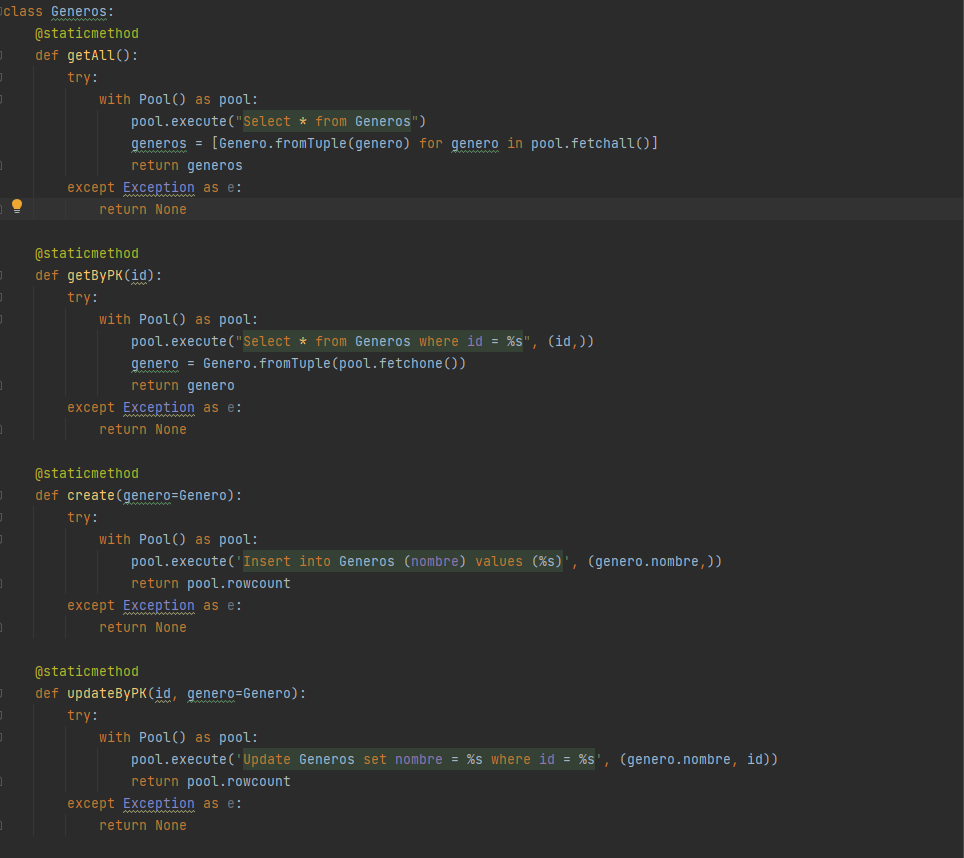 class Generos:
    @staticmethod
    def getAll():
        try:
            with Pool() as pool:
                pool.execute("Select * from Generos")
                generos = [Genero.fromTuple(genero) for genero in pool.fetchall()]
                return generos
        except Exception as e:
            return None

    @staticmethod
    def getByPK(id):
        try:
            with Pool() as pool:
                pool.execute("Select * from Generos where id = %s", (id,))
                genero = Genero.fromTuple(pool.fetchone())
                return genero
        except Exception as e:
            return None

    @staticmethod
    def create(genero=Genero):
        try:
            with Pool() as pool:
                pool.execute('Insert into Generos (nombre) values (%s)', (genero.nombre,))
                return pool.rowcount
        except Exception as e:
            return None

    @staticmethod
    def updateByPK(id, genero=Genero):
        try:
            with Pool() as pool:
                pool.execute('Update Generos set nombre = %s where id = %s', (genero.nombre, id))
                return pool.rowcount
        except Exception as e:
            return None